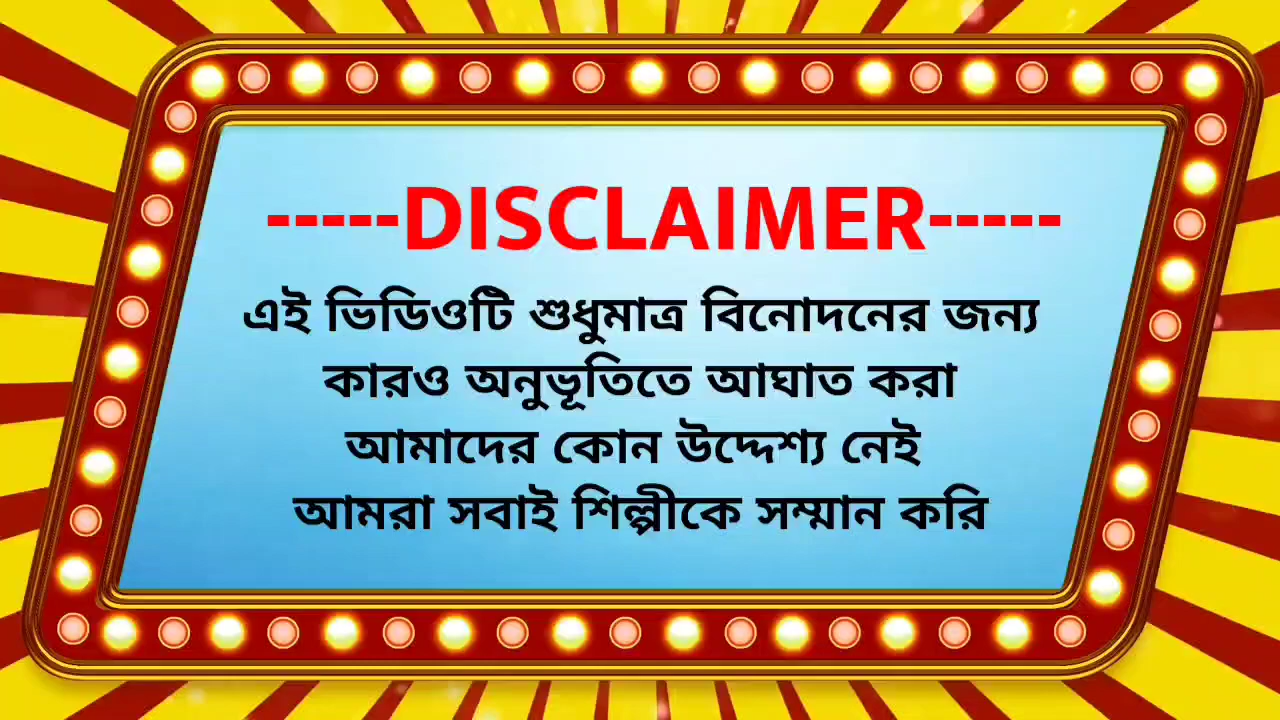 -----DISCLAIMER-----
এই ভিডিওটি শুধুমাত্র বিনোদনের জন্য
কারও অনুভূতিতে আঘাত করা
আমাদের কোন উদ্দেশ্য নেই
আমরা সবাই শিল্পীকে সম্মান করি